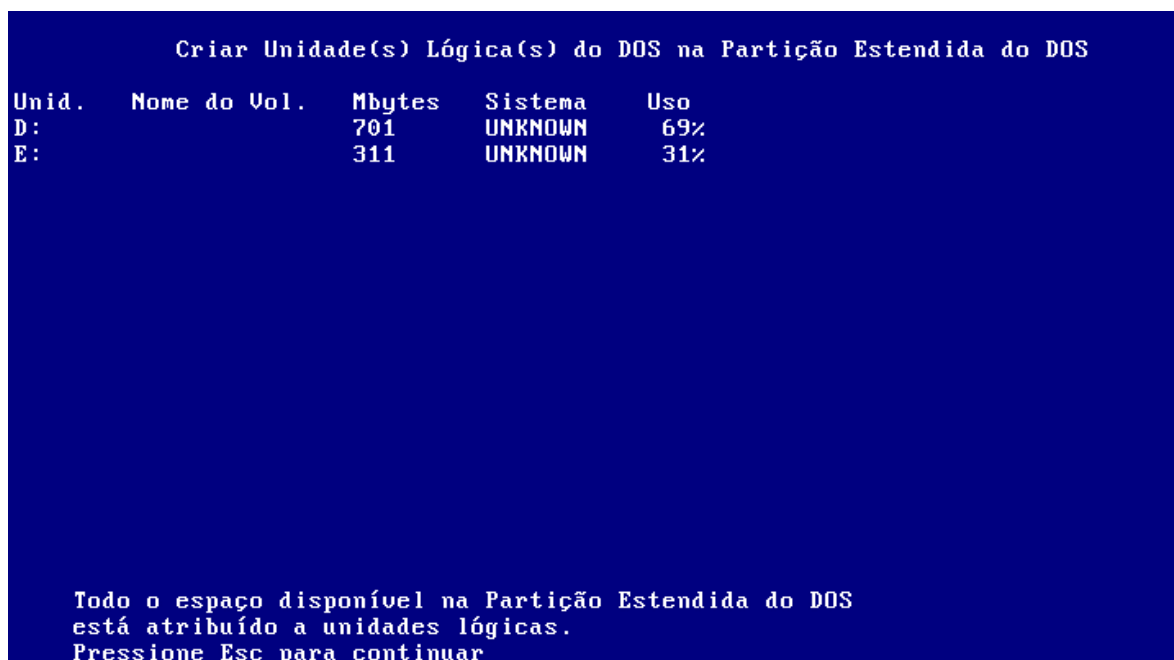 Criar Unidade(s) Lógica(s) do DOS na Partição Estendida do DOS
Unid. Nome do Vol. Mbytes Sistema Uso
D: 701 UNKNOWN 69%
E: 311 UNKNOWN 31%
Todo o espaço disponível na Partição Estendida do DOS
está atribuído a unidades lógicas.
Pressione Esc para continuar